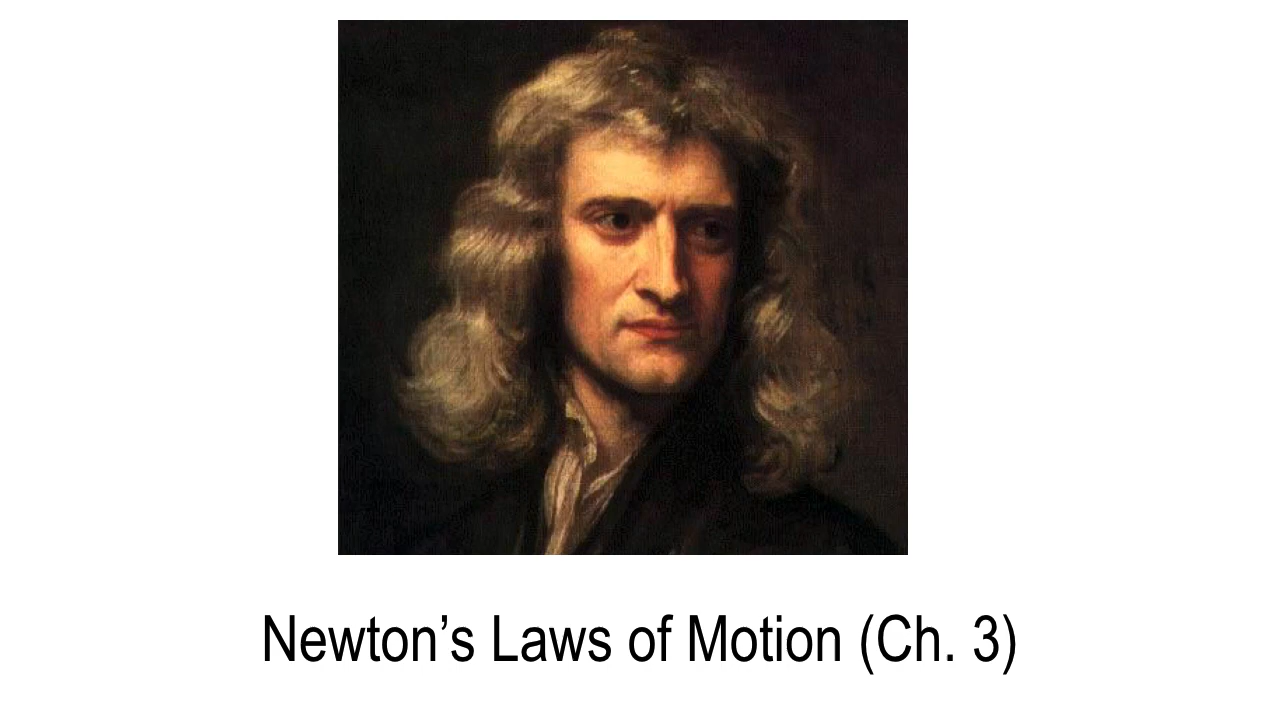 Newton’s Laws of Motion (Ch. 3)